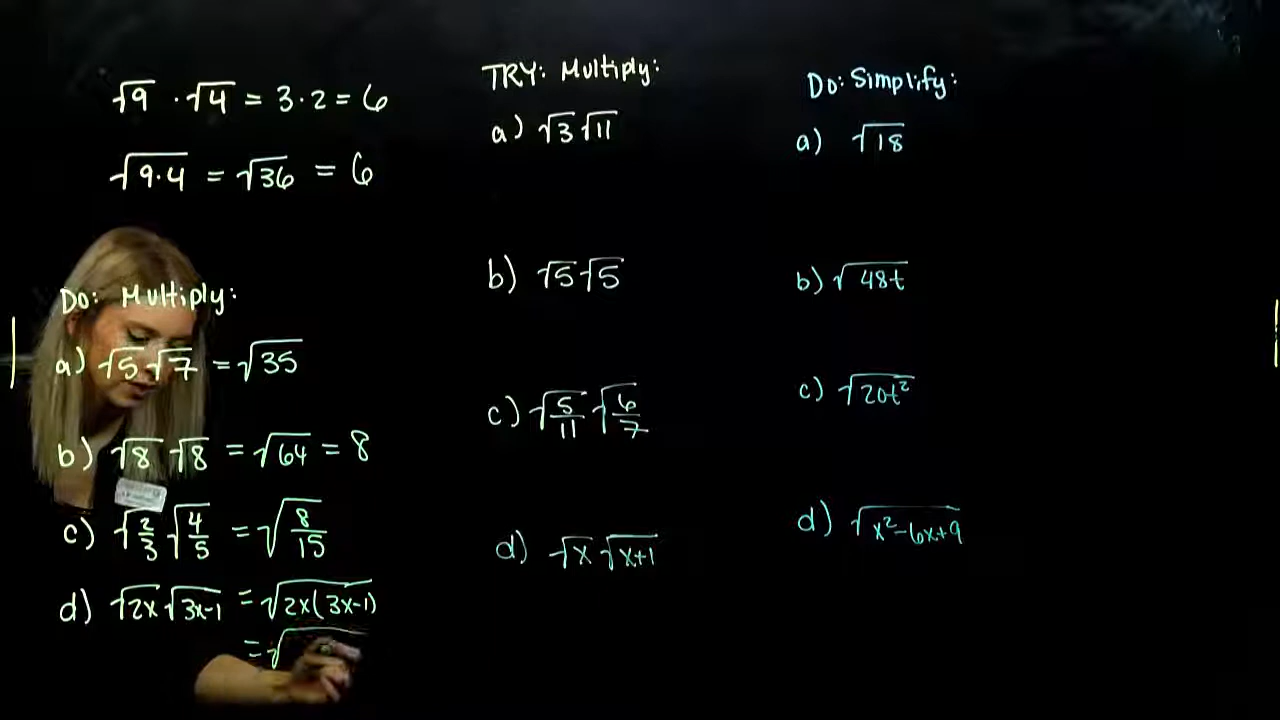 √9 · √4 = 3 · 2 = 6
√9·4 = √36 = 6
Do: Multiply:
a) √5 √7 = √35
b) √8 √8 = √64 = 8
c) √2/3 √4/5 = √8/15
d) √2x √3x-1 = √2x(3x-1)
= √
TRY: Multiply:
a) √3 √11
b) √5 √5
c) √5/11 √6/7
d) √x √x+1
Do: Simplify:
a) √18
b) √48t
c) √20t²
d) √x²-6x+9